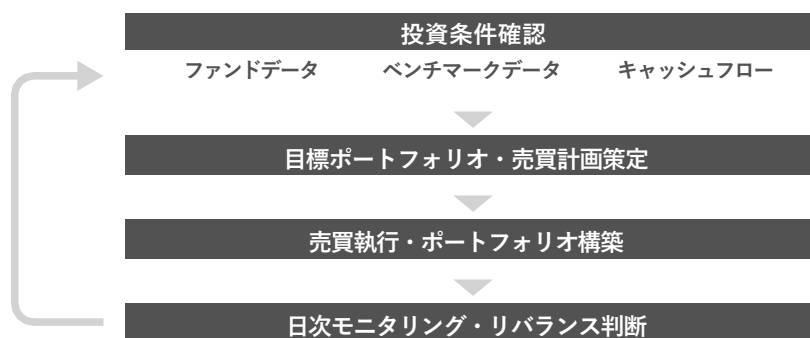 投資条件確認
ファンドデータ ベンチマークデータ キャッシュフロー
目標ポートフォリオ・売買計画策定
売買執行・ポートフォリオ構築
日次モニタリング・リバランス判断